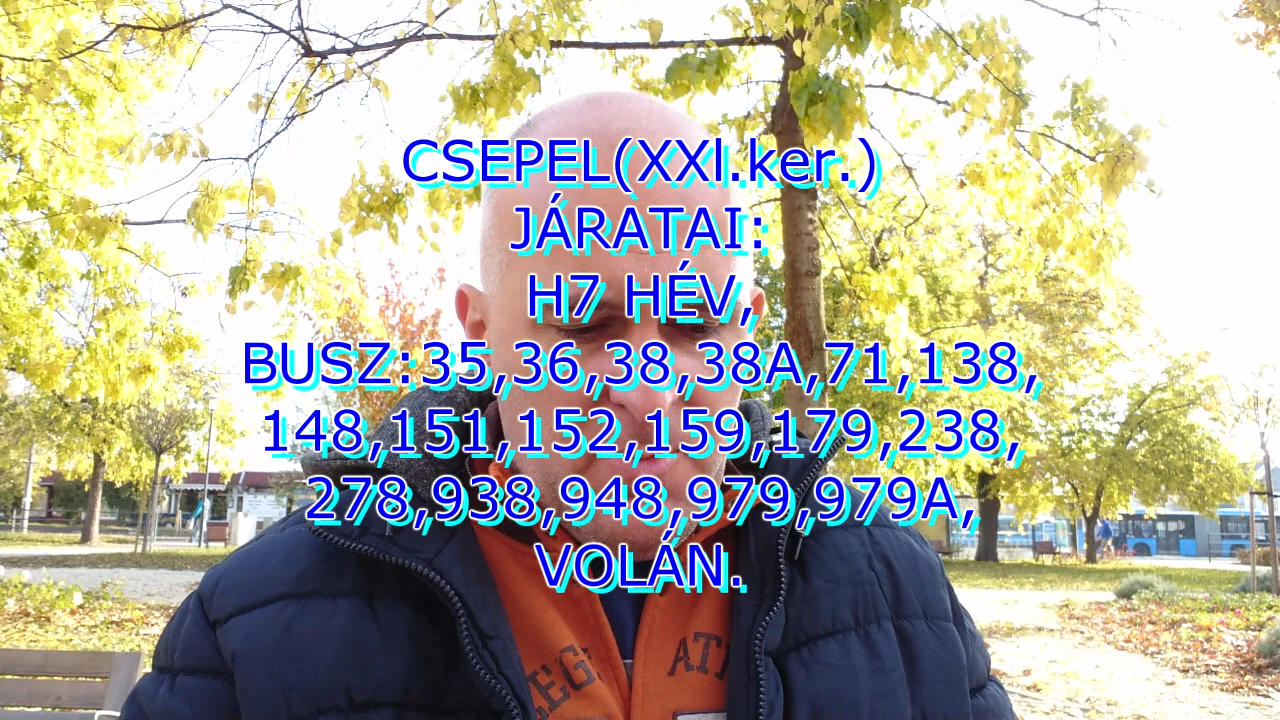 CSEPEL(XXl.ker.)
JÁRATAI:
H7 HÉV,
BUSZ:35,36,38,38A,71,138,
148,151,152,159,179,238,
278,938,948,979,979A,
VOLÁN.